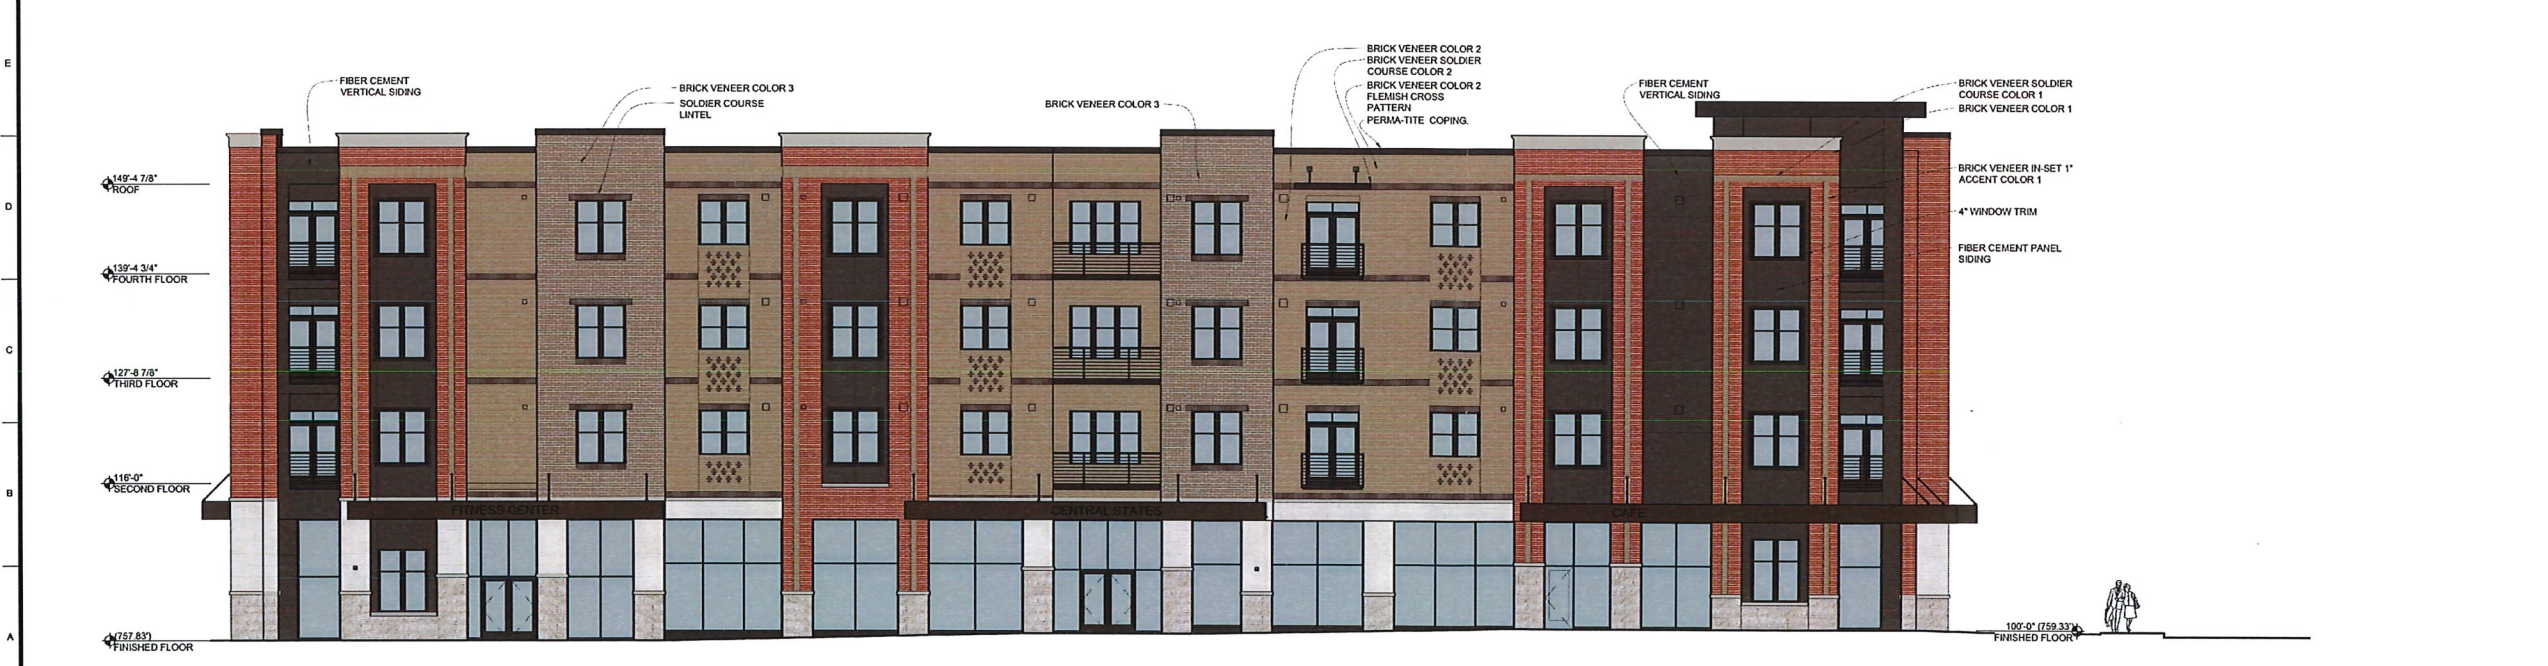 E
D
C
B
A
FIBER CEMENT
VERTICAL SIDING
BRICK VENEER COLOR 3
SOLDIER COURSE
LINTEL
BRICK VENEER COLOR 3
BRICK VENEER COLOR 2
BRICK VENEER SOLDIER
COURSE COLOR 2
BRICK VENEER COLOR 2
FLEMISH CROSS
PATTERN
PERMA-TITE COPING.
FIBER CEMENT
VERTICAL SIDING
BRICK VENEER SOLDIER
COURSE COLOR 1
BRICK VENEER COLOR 1
BRICK VENEER IN-SET 1"
ACCENT COLOR 1
4" WINDOW TRIM
FIBER CEMENT PANEL
SIDING
149'-4 7/8"
ROOF
139'-4 3/4"
FOURTH FLOOR
127'-8 7/8"
THIRD FLOOR
116'-0"
SECOND FLOOR
FITNESS CENTER
CENTRAL STATES
CAFE
(757.83')
FINISHED FLOOR
100'-0" (759.33')
FINISHED FLOOR